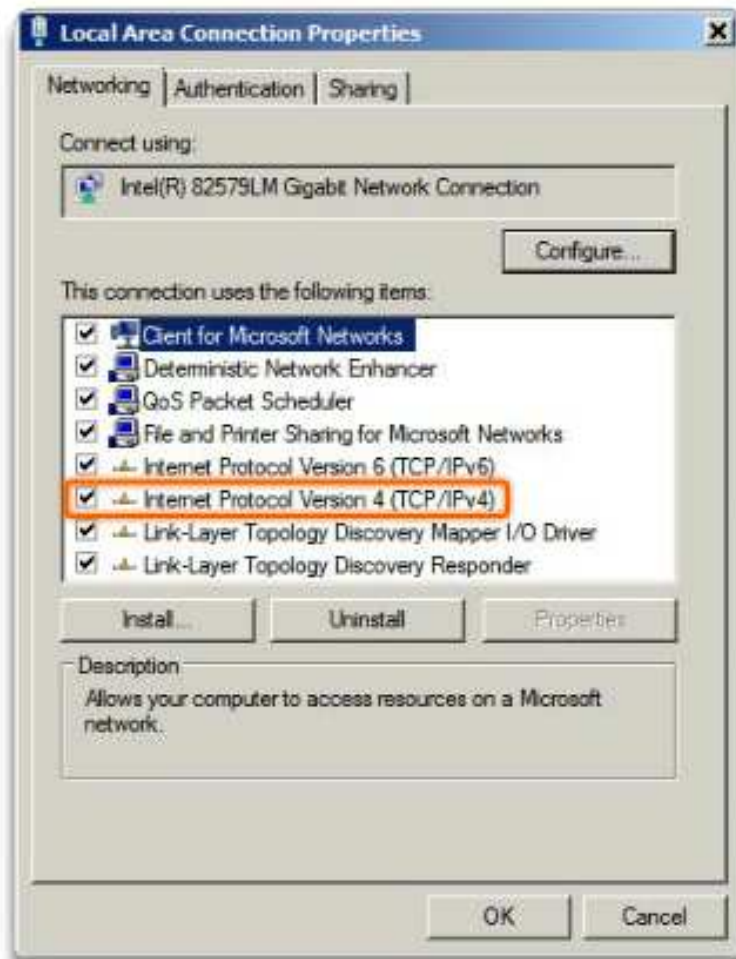 Local Area Connection Properties
Networking Authentication Sharing
Connect using:
Intel(R) 82579LM Gigabit Network Connection
Configure...
This connection uses the following items:
Client for Microsoft Networks
Deterministic Network Enhancer
QoS Packet Scheduler
File and Printer Sharing for Microsoft Networks
Internet Protocol Version 6 (TCP/IPv6)
Internet Protocol Version 4 (TCP/IPv4)
Link-Layer Topology Discovery Mapper I/O Driver
Link-Layer Topology Discovery Responder
Install... Uninstall Properties
Description
Allows your computer to access resources on a Microsoft
network.
OK Cancel